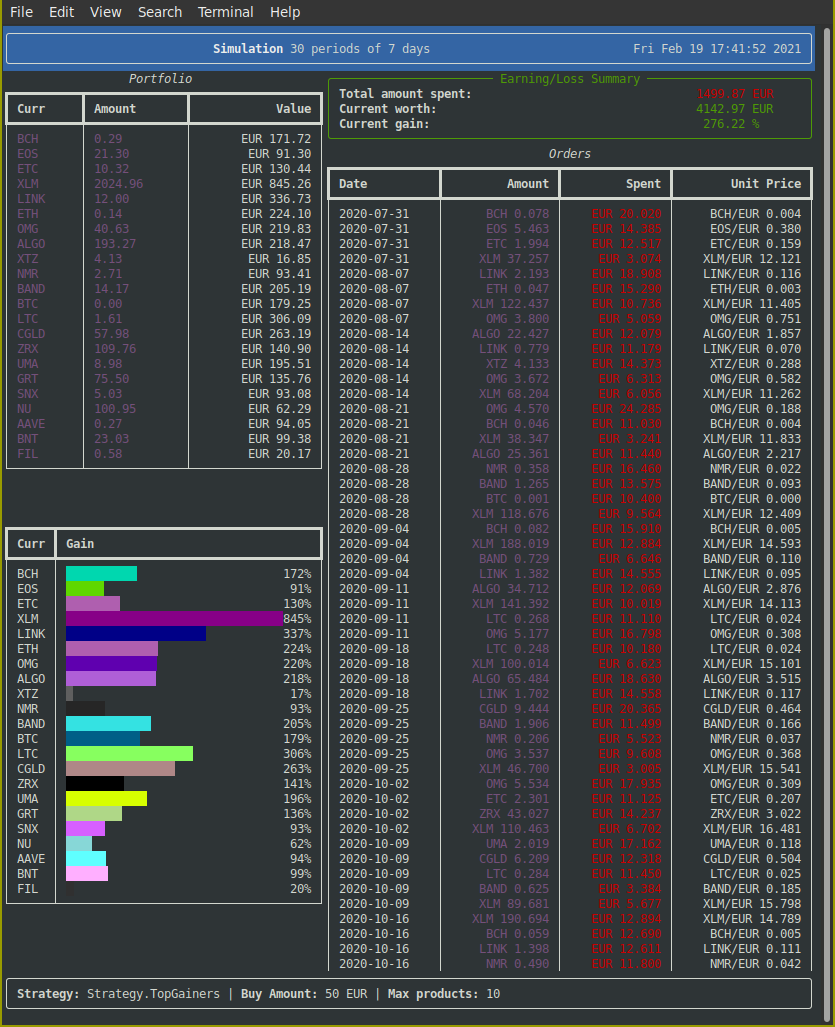 File Edit View Search Terminal Help
Simulation 30 periods of 7 days Fri Feb 19 17:41:52 2021
Portfolio
Curr Amount Value
BCH 0.29 EUR 171.72
EOS 21.30 EUR 91.30
ETC 10.32 EUR 130.44
XLM 2024.96 EUR 845.26
LINK 12.00 EUR 336.73
ETH 0.14 EUR 224.10
OMG 40.63 EUR 219.83
ALGO 193.27 EUR 218.47
XTZ 4.13 EUR 16.85
NMR 2.71 EUR 93.41
BAND 14.17 EUR 205.19
BTC 0.00 EUR 179.25
LTC 1.61 EUR 306.09
CGLD 57.98 EUR 263.19
ZRX 109.76 EUR 140.90
UMA 8.98 EUR 195.51
GRT 75.50 EUR 135.76
SNX 5.03 EUR 93.08
NU 100.95 EUR 62.29
AAVE 0.27 EUR 94.05
BNT 23.03 EUR 99.38
FIL 0.58 EUR 20.17
Curr Gain
BCH 172%
EOS 91%
ETC 130%
XLM 845%
LINK 337%
ETH 224%
OMG 220%
ALGO 218%
XTZ 17%
NMR 93%
BAND 205%
BTC 179%
LTC 306%
CGLD 263%
ZRX 141%
UMA 196%
GRT 136%
SNX 93%
NU 62%
AAVE 94%
BNT 99%
FIL 20%
Earning/Loss Summary
Total amount spent: 1499.87 EUR
Current worth: 4142.97 EUR
Current gain: 276.22 %
Orders
Date Amount Spent Unit Price
2020-07-31 BCH 0.078 EUR 20.020 BCH/EUR 0.004
2020-07-31 EOS 5.463 EUR 14.385 EOS/EUR 0.380
2020-07-31 ETC 1.994 EUR 12.517 ETC/EUR 0.159
2020-07-31 XLM 37.257 EUR 3.074 XLM/EUR 12.121
2020-08-07 LINK 2.193 EUR 18.908 LINK/EUR 0.116
2020-08-07 ETH 0.047 EUR 15.290 ETH/EUR 0.003
2020-08-07 XLM 122.437 EUR 10.736 XLM/EUR 11.405
2020-08-07 OMG 3.800 EUR 5.059 OMG/EUR 0.751
2020-08-14 ALGO 22.427 EUR 12.079 ALGO/EUR 1.857
2020-08-14 LINK 0.779 EUR 11.179 LINK/EUR 0.070
2020-08-14 XTZ 4.133 EUR 14.373 XTZ/EUR 0.288
2020-08-14 OMG 3.672 EUR 6.313 OMG/EUR 0.582
2020-08-14 XLM 68.204 EUR 6.056 XLM/EUR 11.262
2020-08-21 OMG 4.570 EUR 24.285 OMG/EUR 0.188
2020-08-21 BCH 0.046 EUR 11.030 BCH/EUR 0.004
2020-08-21 XLM 38.347 EUR 3.241 XLM/EUR 11.833
2020-08-21 ALGO 25.361 EUR 11.440 ALGO/EUR 2.217
2020-08-28 NMR 0.358 EUR 16.460 NMR/EUR 0.022
2020-08-28 BAND 1.265 EUR 13.575 BAND/EUR 0.093
2020-08-28 BTC 0.001 EUR 10.400 BTC/EUR 0.000
2020-08-28 XLM 118.676 EUR 9.564 XLM/EUR 12.409
2020-09-04 BCH 0.082 EUR 15.910 BCH/EUR 0.005
2020-09-04 XLM 188.019 EUR 12.884 XLM/EUR 14.593
2020-09-04 BAND 0.729 EUR 6.646 BAND/EUR 0.110
2020-09-04 LINK 1.382 EUR 14.555 LINK/EUR 0.095
2020-09-11 ALGO 34.712 EUR 12.069 ALGO/EUR 2.876
2020-09-11 XLM 141.392 EUR 10.019 XLM/EUR 14.113
2020-09-11 LTC 0.268 EUR 11.110 LTC/EUR 0.024
2020-09-11 OMG 5.177 EUR 16.798 OMG/EUR 0.308
2020-09-18 LTC 0.248 EUR 10.180 LTC/EUR 0.024
2020-09-18 XLM 100.014 EUR 6.623 XLM/EUR 15.101
2020-09-18 ALGO 65.484 EUR 18.630 ALGO/EUR 3.515
2020-09-18 LINK 1.702 EUR 14.558 LINK/EUR 0.117
2020-09-25 CGLD 9.444 EUR 20.365 CGLD/EUR 0.464
2020-09-25 BAND 1.906 EUR 11.499 BAND/EUR 0.166
2020-09-25 NMR 0.206 EUR 5.523 NMR/EUR 0.037
2020-09-25 OMG 3.537 EUR 9.608 OMG/EUR 0.368
2020-09-25 XLM 46.700 EUR 3.005 XLM/EUR 15.541
2020-10-02 OMG 5.534 EUR 17.935 OMG/EUR 0.309
2020-10-02 ETC 2.301 EUR 11.125 ETC/EUR 0.207
2020-10-02 ZRX 43.027 EUR 14.237 ZRX/EUR 3.022
2020-10-02 XLM 110.463 EUR 6.702 XLM/EUR 16.481
2020-10-09 UMA 2.019 EUR 17.162 UMA/EUR 0.118
2020-10-09 CGLD 6.209 EUR 12.318 CGLD/EUR 0.504
2020-10-09 LTC 0.284 EUR 11.450 LTC/EUR 0.025
2020-10-09 BAND 0.625 EUR 3.384 BAND/EUR 0.185
2020-10-09 XLM 89.681 EUR 5.677 XLM/EUR 15.798
2020-10-16 XLM 190.694 EUR 12.894 XLM/EUR 14.789
2020-10-16 BCH 0.059 EUR 12.690 BCH/EUR 0.005
2020-10-16 LINK 1.398 EUR 12.611 LINK/EUR 0.111
2020-10-16 NMR 0.490 EUR 11.800 NMR/EUR 0.042
Strategy: Strategy.TopGainers | Buy Amount: 50 EUR | Max products: 10